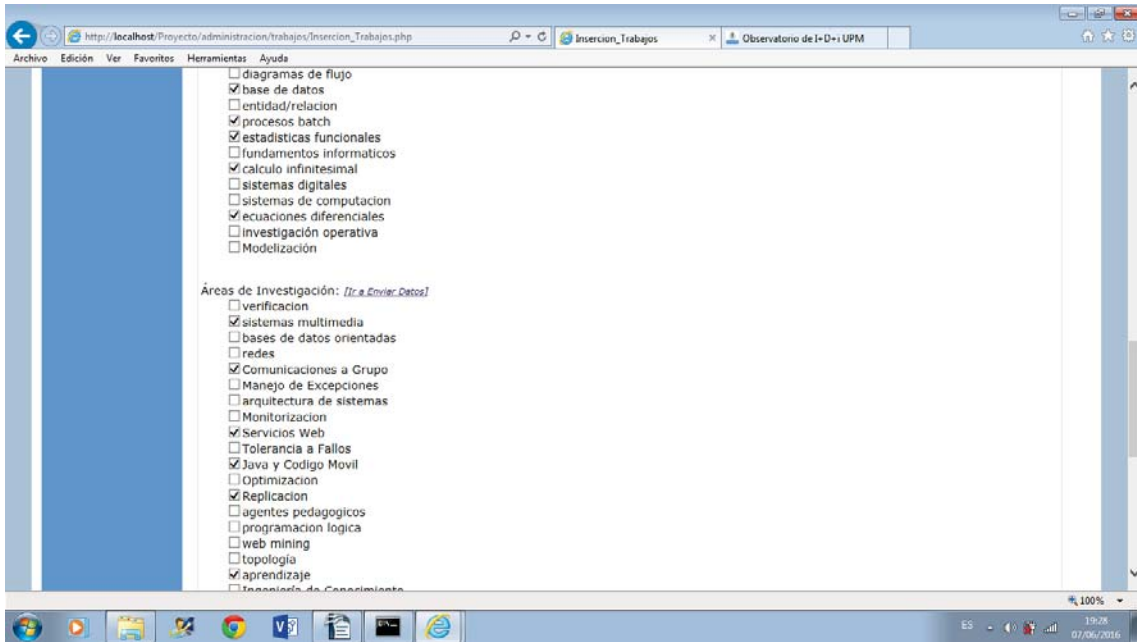 http://localhost/Proyecto/administracion/trabajos/Insercion_Trabajos.php
Insercion_Trabajos
Observatorio de I+D+i UPM
Archivo Edición Ver Favoritos Herramientas Ayuda
diagramas de flujo
base de datos
entidad/relacion
procesos batch
estadisticas funcionales
fundamentos informaticos
calculo infinitesimal
sistemas digitales
sistemas de computacion
ecuaciones diferenciales
investigación operativa
Modelización
Áreas de Investigación: [Ir a Enviar Datos]
verificacion
sistemas multimedia
bases de datos orientadas
redes
Comunicaciones a Grupo
Manejo de Excepciones
arquitectura de sistemas
Monitorizacion
Servicios Web
Tolerancia a Fallos
Java y Codigo Movil
Optimizacion
Replicacion
agentes pedagogicos
programacion logica
web mining
topología
aprendizaje
Ingeniería de Conocimiento
100%
ES
19:28
07/06/2016